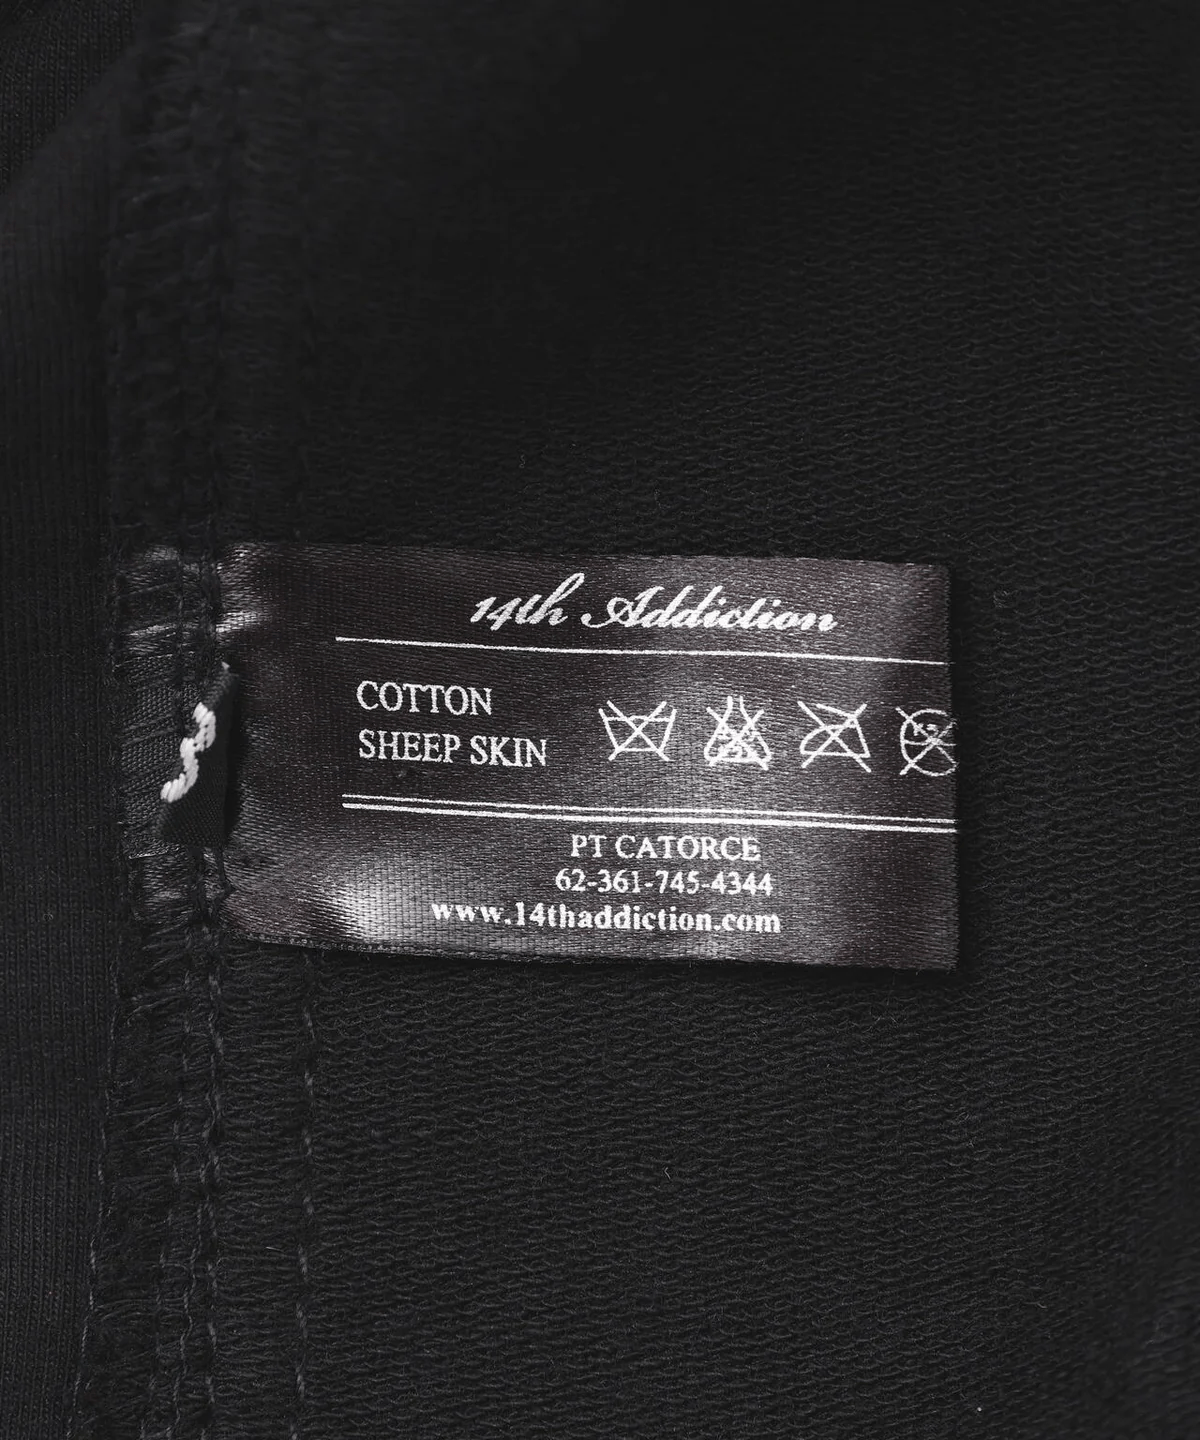 14th Addiction
COTTON
SHEEP SKIN
PT CATORCE
62-361-745-4344
www.14thaddiction.com